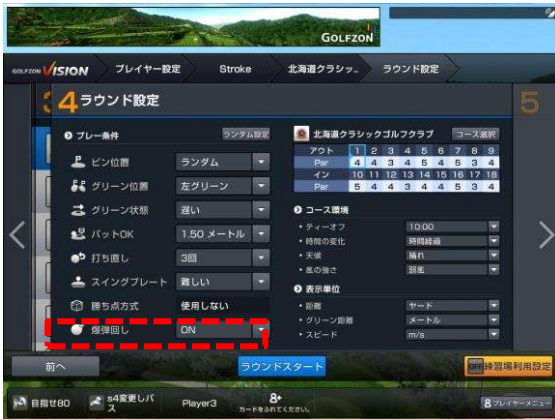 GOLFZON
GOLFZON VISION プレイヤー設定 Stroke 北海道クラシッ.. ラウンド設定
3 4 ラウンド設定 5
プレー条件 ランダム設定
ピン位置 ランダム
グリーン位置 左グリーン
グリーン状態 遅い
パットOK 1.50 メートル
打ち直し 3回
スイングプレート 難しい
勝ち点方式 使用しない
爆弾回し ON
北海道クラシックゴルフクラブ コース選択
アウト 1 2 3 4 5 6 7 8 9
Par 4 4 3 4 5 4 5 3 4
イン 10 11 12 13 14 15 16 17 18
Par 5 4 4 3 4 4 5 3 4
コース環境
・ティーオフ 10:00
・時間の変化 時間経過
・天候 晴れ
・風の強さ 弱風
表示単位
・距離 ヤード
・グリーン距離 メートル
・スピード m/s
前へ ラウンドスタート OFF 練習場利用設定
目指せ80 s4変更しパス Player3 8+ カードをふれてください。 8 プレイヤーメニュー